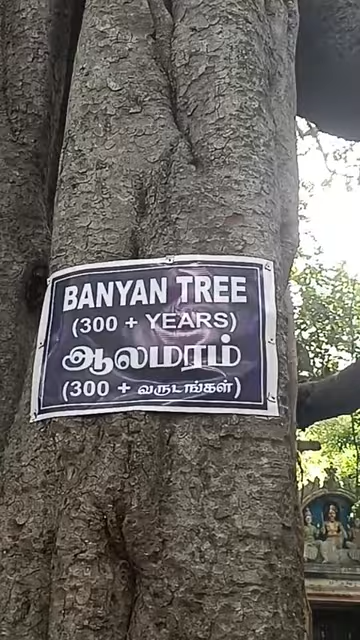 BANYAN TREE
(300 + YEARS)
ஆலமரம்
(300 + வருடங்கள்)